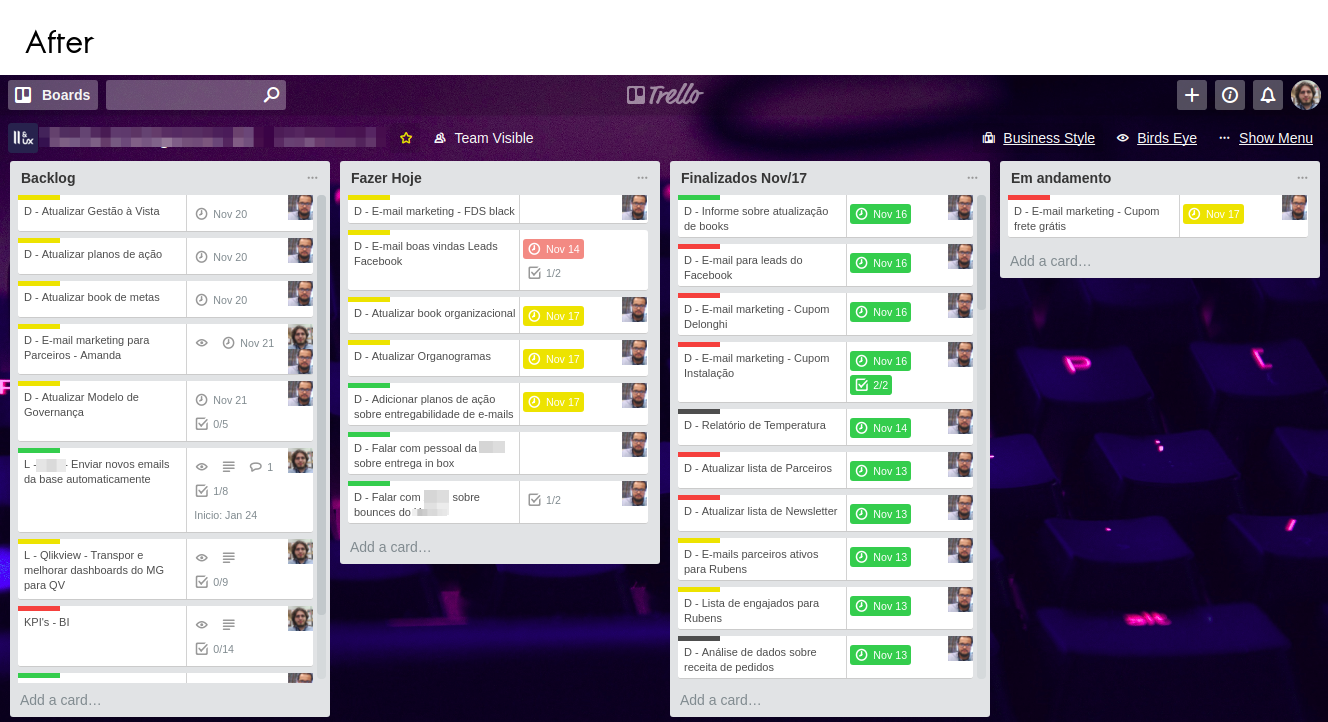 After
Boards
Trello
&
UX
Team Visible
Business Style
Birds Eye
Show Menu
Backlog
D - Atualizar Gestão à Vista
Nov 20
D - Atualizar planos de ação
Nov 20
D - Atualizar book de metas
Nov 20
D - E-mail marketing para
Parceiros - Amanda
Nov 21
D - Atualizar Modelo de
Governança
Nov 21
0/5
L - - Enviar novos emails
da base automaticamente
1
1/8
Inicio: Jan 24
L - Qlikview - Transpor e
melhorar dashboards do MG
para QV
0/9
KPI's - BI
0/14
Add a card…
Fazer Hoje
D - E-mail marketing - FDS black
D - E-mail boas vindas Leads
Facebook
Nov 14
1/2
D - Atualizar book organizacional
Nov 17
D - Atualizar Organogramas
Nov 17
D - Adicionar planos de ação
sobre entregabilidade de e-mails
Nov 17
D - Falar com pessoal da
sobre entrega in box
D - Falar com sobre
bounces do
1/2
Add a card…
Finalizados Nov/17
D - Informe sobre atualização
de books
Nov 16
D - E-mail para leads do
Facebook
Nov 16
D - E-mail marketing - Cupom
Delonghi
Nov 16
D - E-mail marketing - Cupom
Instalação
Nov 16
2/2
D - Relatório de Temperatura
Nov 14
D - Atualizar lista de Parceiros
Nov 13
D - Atualizar lista de Newsletter
Nov 13
D - E-mails parceiros ativos
para Rubens
Nov 13
D - Lista de engajados para
Rubens
Nov 13
D - Análise de dados sobre
receita de pedidos
Nov 13
Add a card…
Em andamento
D - E-mail marketing - Cupom
frete grátis
Nov 17
Add a card…
P
L
alt